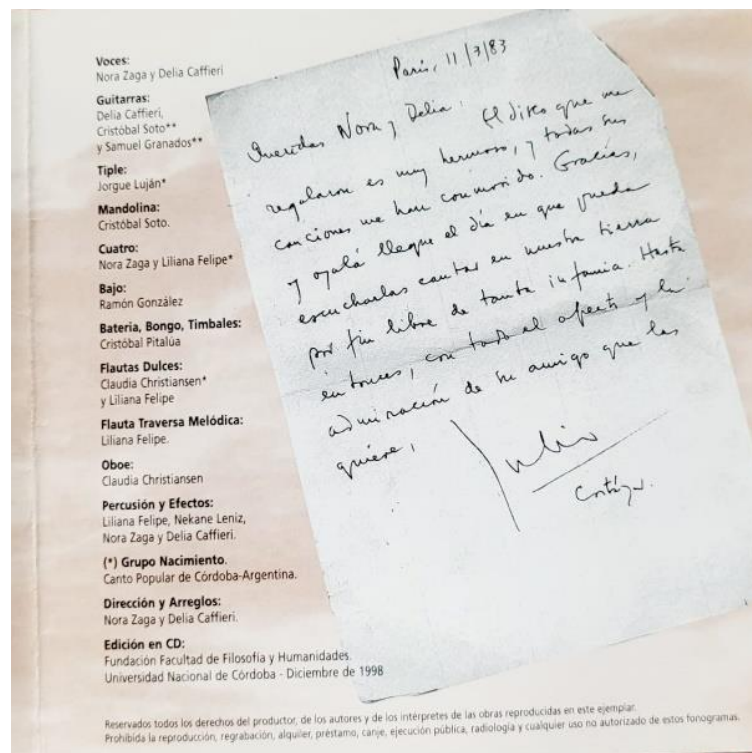 Voces:
Nora Zaga y Delia Caffieri
Guitarras:
Delia Caffieri,
Cristóbal Soto**
y Samuel Granados**
Tiple:
Jorgue Luján*
Mandolina:
Cristóbal Soto.
Cuatro:
Nora Zaga y Liliana Felipe*
Bajo:
Ramón González
Bateria, Bongo, Timbales:
Cristóbal Pitalúa
Flautas Dulces:
Claudia Christiansen*
y Liliana Felipe
Flauta Traversa Melódica:
Liliana Felipe.
Oboe:
Claudia Christiansen
Percusión y Efectos:
Liliana Felipe, Nekane Leniz,
Nora Zaga y Delia Caffieri.
(*) Grupo Nacimiento.
Canto Popular de Córdoba-Argentina.
Dirección y Arreglos:
Nora Zaga y Delia Caffieri.
Edición en CD:
Fundación Facultad de Filosofía y Humanidades.
Universidad Nacional de Córdoba - Diciembre de 1998
París, 11/3/83
Queridas Nora y Delia:
El disco que me
regalaron es muy hermoso, y todas sus
canciones me han conmovido. Gracias,
y ojalá llegue el día en que pueda
escucharlas cantar en nuestra tierra
por fin libre de tanta infamia. Hasta
entonces, con todo el afecto y la
admiración de su amigo que las
quiere,
Julio
Cortázar.
Reservados todos los derechos del productor, de los autores y de los intérpretes de las obras reproducidas en este ejemplar.
Prohibida la reproducción, regrabación, alquiler, préstamo, canje, ejecución pública, radiología y cualquier uso no autorizado de estos fonogramas.